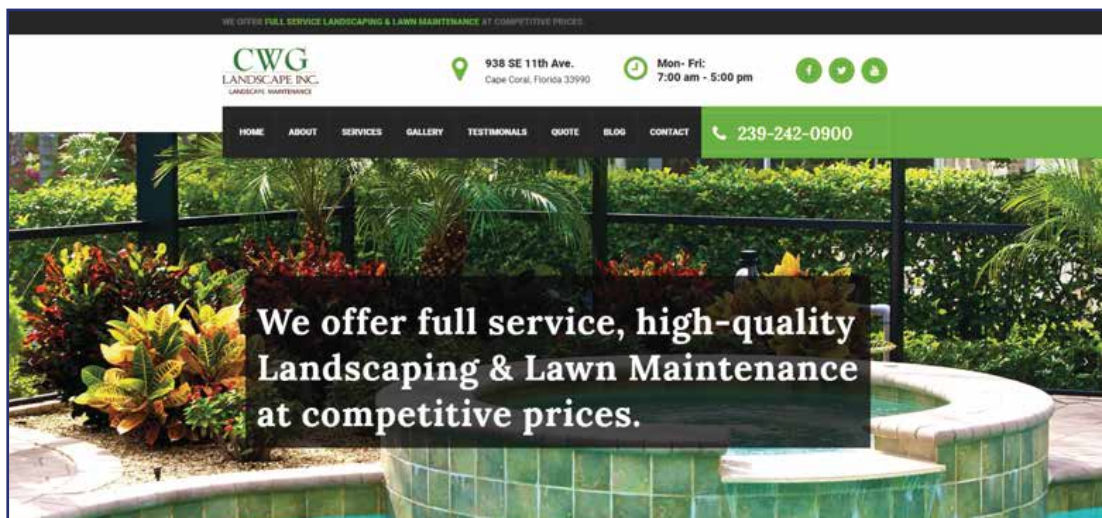 WE OFFER FULL SERVICE LANDSCAPING & LAWN MAINTENANCE AT COMPETITIVE PRICES.
CWG
LANDSCAPE INC.
LANDSCAPE MAINTENANCE
938 SE 11th Ave.
Cape Coral, Florida 33990
Mon- Fri:
7:00 am - 5:00 pm
HOME ABOUT SERVICES GALLERY TESTIMONALS QUOTE BLOG CONTACT 239-242-0900
We offer full service, high-quality
Landscaping & Lawn Maintenance
at competitive prices.